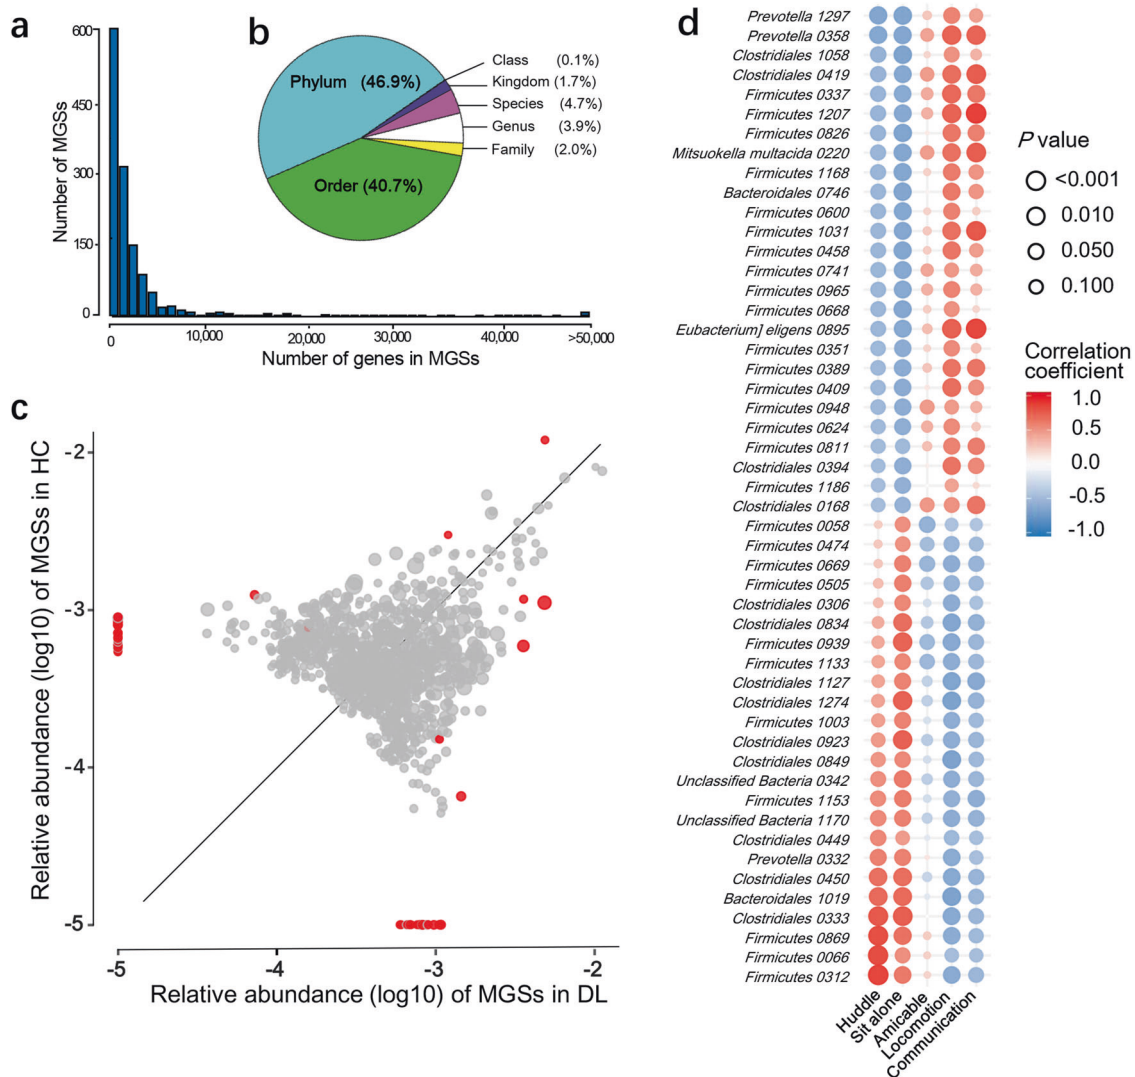 a
600
450
300
150
0
Number of MGSs
0
10,000
20,000
30,000
40,000
>50,000
Number of genes in MGSs
b
Phylum (46.9%)
Order (40.7%)
Class (0.1%)
Kingdom (1.7%)
Species (4.7%)
Genus (3.9%)
Family (2.0%)
c
-2
-3
-4
-5
Relative abundance (log10) of MGSs in HC
-5
-4
-3
-2
Relative abundance (log10) of MGSs in DL
d
Prevotella 1297
Prevotella 0358
Clostridiales 1058
Clostridiales 0419
Firmicutes 0337
Firmicutes 1207
Firmicutes 0826
Mitsuokella multacida 0220
Firmicutes 1168
Bacteroidales 0746
Firmicutes 0600
Firmicutes 1031
Firmicutes 0458
Firmicutes 0741
Firmicutes 0965
Firmicutes 0668
Eubacterium] eligens 0895
Firmicutes 0351
Firmicutes 0389
Firmicutes 0409
Firmicutes 0948
Firmicutes 0624
Firmicutes 0811
Clostridiales 0394
Firmicutes 1186
Clostridiales 0168
Firmicutes 0058
Firmicutes 0474
Firmicutes 0669
Firmicutes 0505
Clostridiales 0306
Clostridiales 0834
Firmicutes 0939
Firmicutes 1133
Clostridiales 1127
Clostridiales 1274
Firmicutes 1003
Clostridiales 0923
Clostridiales 0849
Unclassified Bacteria 0342
Firmicutes 1153
Unclassified Bacteria 1170
Clostridiales 0449
Prevotella 0332
Clostridiales 0450
Bacteroidales 1019
Clostridiales 0333
Firmicutes 0869
Firmicutes 0066
Firmicutes 0312
Huddle
Sit alone
Amicable
Locomotion
Communication
P value
<0.001
0.010
0.050
0.100
Correlation
coefficient
1.0
0.5
0.0
-0.5
-1.0